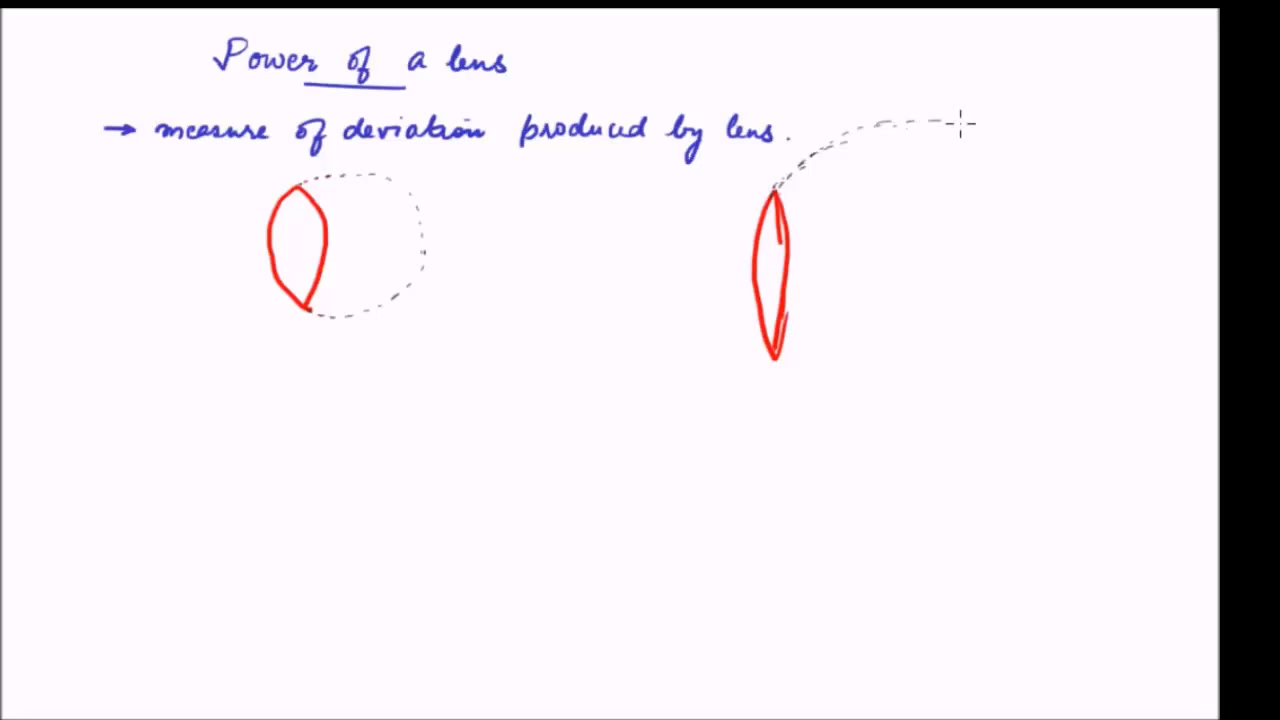 Power of a lens
→ measure of deviation produced by lens.